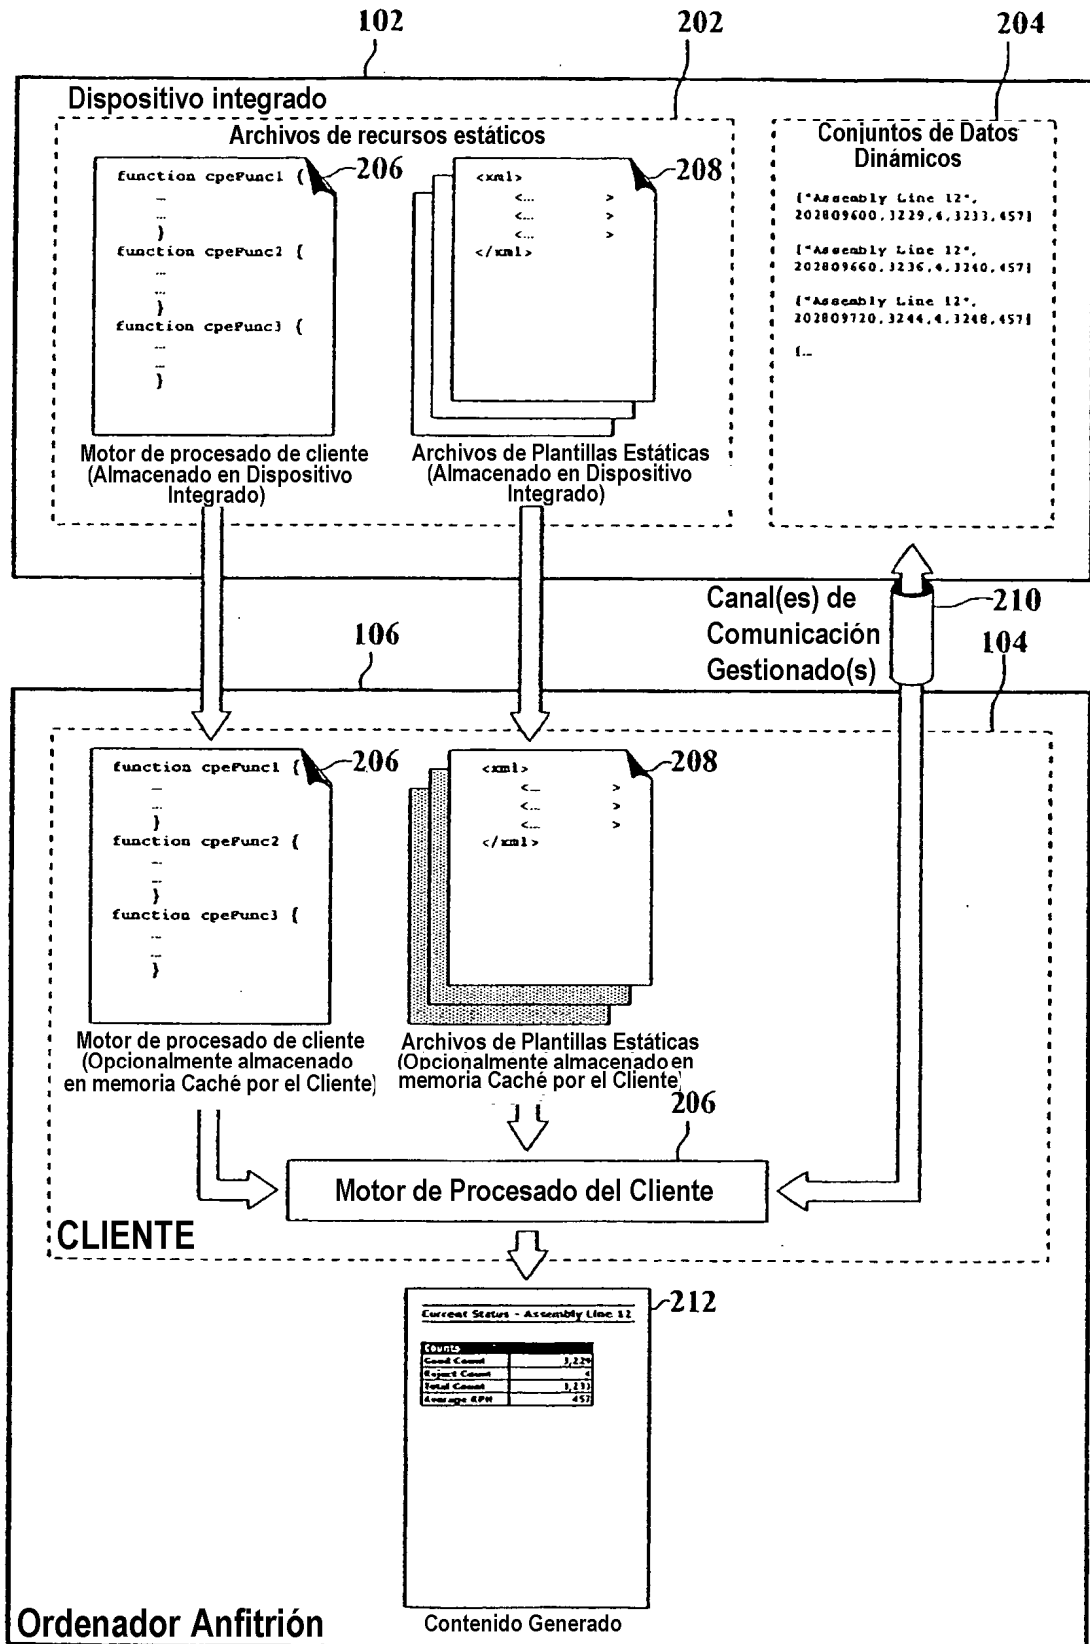 102
202
204
Dispositivo integrado
Archivos de recursos estáticos
Conjuntos de Datos
Dinámicos
206
function cpeFunc1 {
...
...
}
function cpeFunc2 {
...
...
}
function cpeFunc3 {
...
...
}
208
<xml>
<... >
<... >
<... >
</xml>
["Assembly Line 12",
202809600,3229,4,3233,457]
["Assembly Line 12",
202809660,3236,4,3240,457]
["Assembly Line 12",
202809720,3244,4,3248,457]
[...
Motor de procesado de cliente
(Almacenado en Dispositivo
Integrado)
Archivos de Plantillas Estáticas
(Almacenado en Dispositivo
Integrado)
Canal(es) de
Comunicación
Gestionado(s)
210
106
104
206
function cpeFunc1 {
...
...
}
function cpeFunc2 {
...
...
}
function cpeFunc3 {
...
...
}
208
<xml>
<... >
<... >
<... >
</xml>
Motor de procesado de cliente
(Opcionalmente almacenado
en memoria Caché por el Cliente)
Archivos de Plantillas Estáticas
(Opcionalmente almacenado en
memoria Caché por el Cliente)
206
Motor de Procesado del Cliente
CLIENTE
212
Current Status - Assembly Line 12
Counts
Good Count 3,229
Reject Count 4
Total Count 3,233
Average RPM 457
Ordenador Anfitrión
Contenido Generado